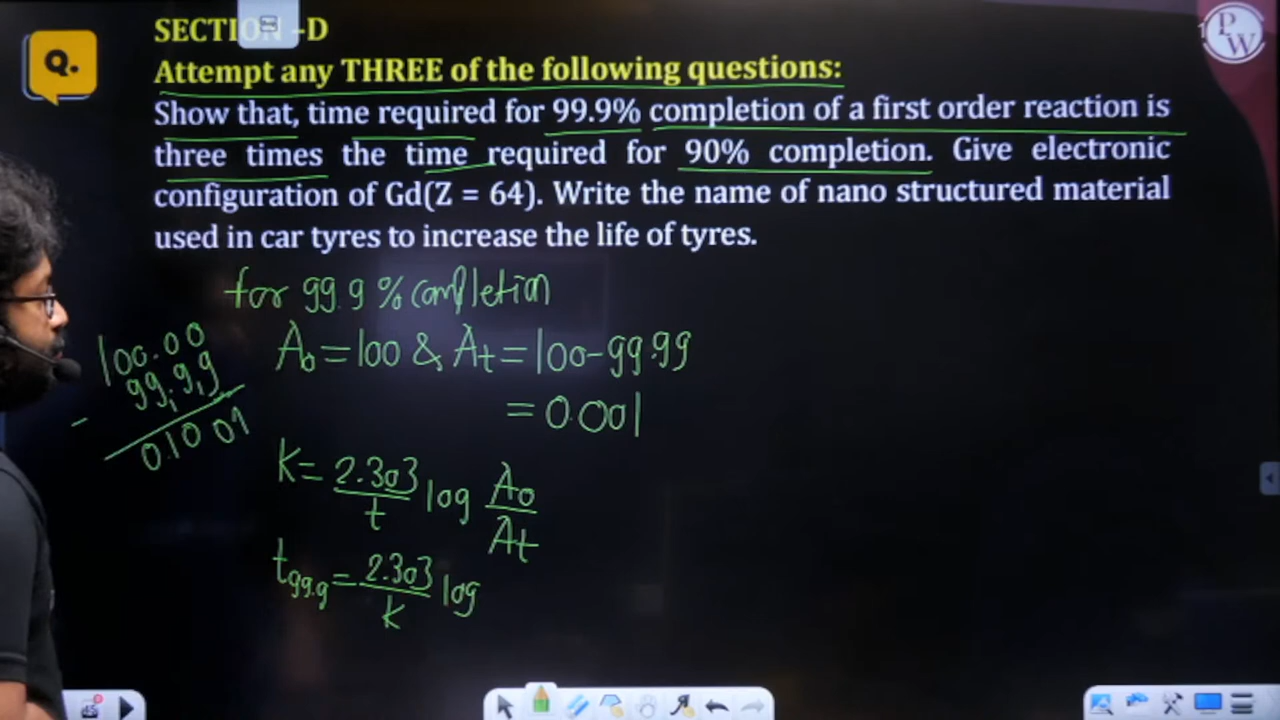 SECTION -D
Q.
PW
Attempt any THREE of the following questions:
Show that, time required for 99.9% completion of a first order reaction is
three times the time required for 90% completion. Give electronic
configuration of Gd(Z = 64). Write the name of nano structured material
used in car tyres to increase the life of tyres.
for 99.9 % completion
A₀ = 100 & At = 100-99.99
= 0.001
100.00
99.99
-
K = 2.303/t log A₀/At
t99.9 = 2.303/k log